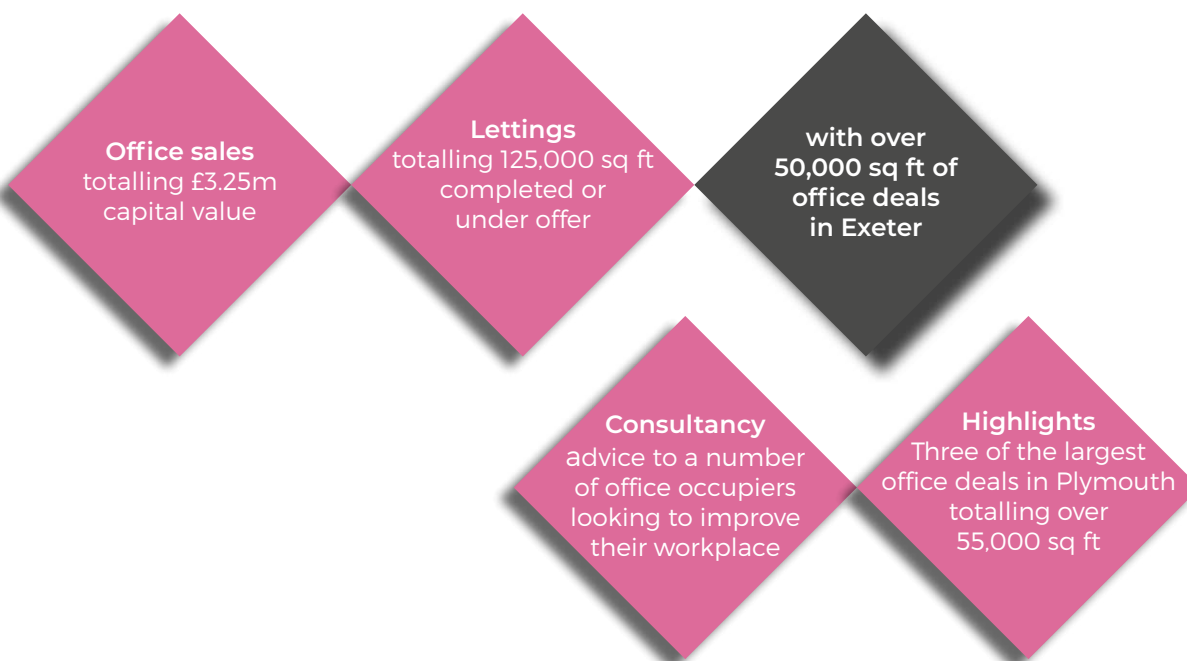 Office sales
totalling £3.25m
capital value
Lettings
totalling 125,000 sq ft
completed or
under offer
with over
50,000 sq ft of
office deals
in Exeter
Consultancy
advice to a number
of office occupiers
looking to improve
their workplace
Highlights
Three of the largest
office deals in Plymouth
totalling over
55,000 sq ft